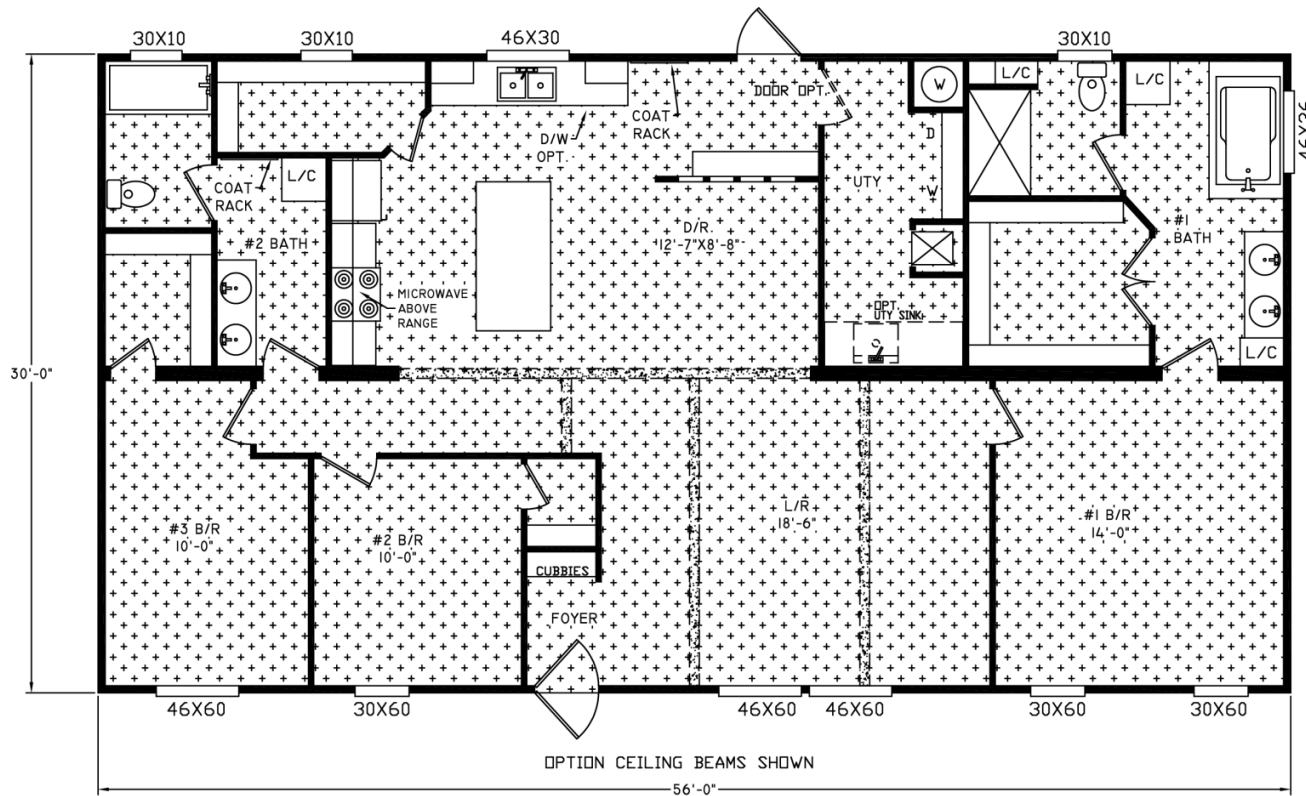 30X10
30X10
46X30
30X10
L/C
L/C
W
DOOR OPT.
COAT
RACK
D/W
OPT.
D
W
UTY
46X36
COAT
RACK
L/C
#2 BATH
D/R
12'-7"X8'-8"
#1
BATH
MICROWAVE
ABOVE
RANGE
OPT.
UTY SINK
L/C
30'-0"
#3 B/R
10'-0"
#2 B/R
10'-0"
L/R
18'-6"
#1 B/R
14'-0"
CUBBIES
FOYER
46X60
30X60
46X60
46X60
30X60
30X60
OPTION CEILING BEAMS SHOWN
56'-0"